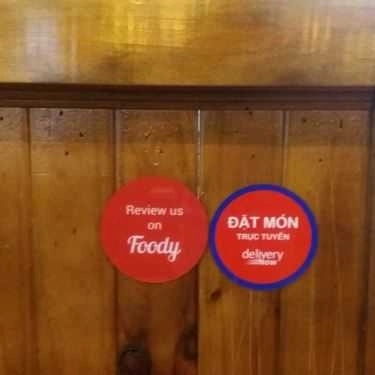 Review us
on
Foody
ĐẶT MÓN
TRỰC TUYẾN
delivery
Now